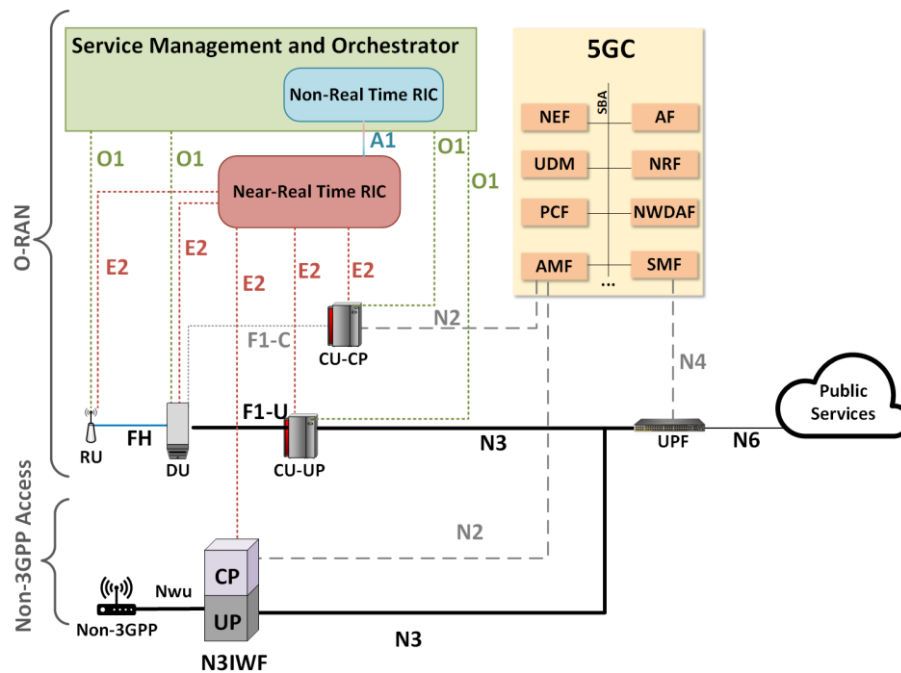 Service Management and Orchestrator
Non-Real Time RIC
A1
O1
O1
O1
O1
Near-Real Time RIC
E2
E2
E2
E2
E2
O-RAN
5GC
SBA
NEF
AF
UDM
NRF
PCF
NWDAF
AMF
SMF
...
N2
F1-C
CU-CP
N4
Public
Services
F1-U
N3
UPF
N6
RU
FH
DU
CU-UP
Non-3GPP Access
N2
CP
Nwu
UP
Non-3GPP
N3
N3IWF